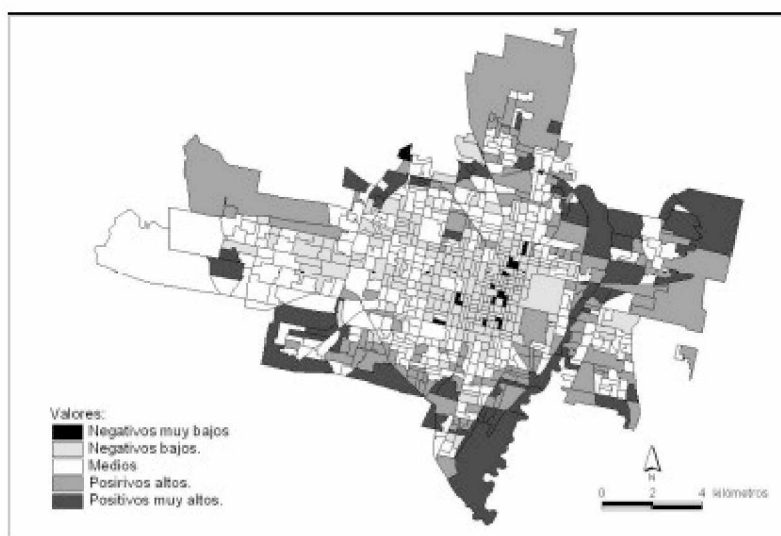 Valores:
Negativos muy bajos
Negativos bajos.
Medios
Posirivos altos.
Positivos muy altos.
N
0 2 4 kilómetros